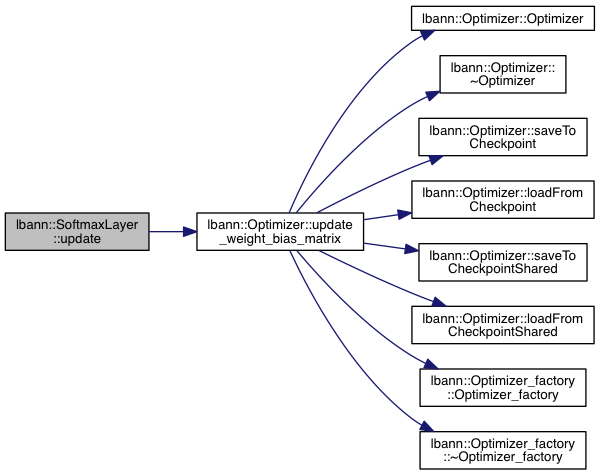 lbann::SoftmaxLayer
::update
lbann::Optimizer::update
_weight_bias_matrix
lbann::Optimizer::Optimizer
lbann::Optimizer::
~Optimizer
lbann::Optimizer::saveTo
Checkpoint
lbann::Optimizer::loadFrom
Checkpoint
lbann::Optimizer::saveTo
CheckpointShared
lbann::Optimizer::loadFrom
CheckpointShared
lbann::Optimizer_factory
::Optimizer_factory
lbann::Optimizer_factory
::~Optimizer_factory